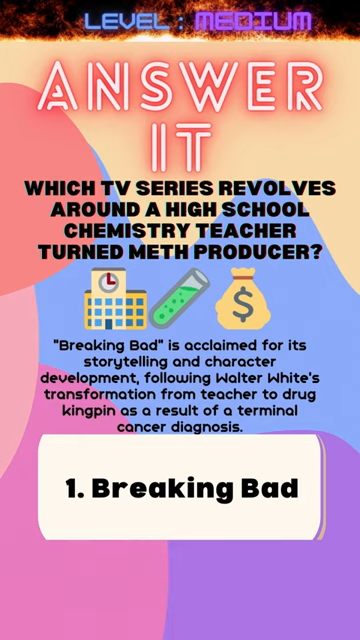 LEVEL : MEDIUM
ANSWER
IT
WHICH TV SERIES REVOLVES
AROUND A HIGH SCHOOL
CHEMISTRY TEACHER
TURNED METH PRODUCER?
"Breaking Bad" is acclaimed for its
storytelling and character
development, following Walter White's
transformation from teacher to drug
kingpin as a result of a terminal
cancer diagnosis.
1. Breaking Bad